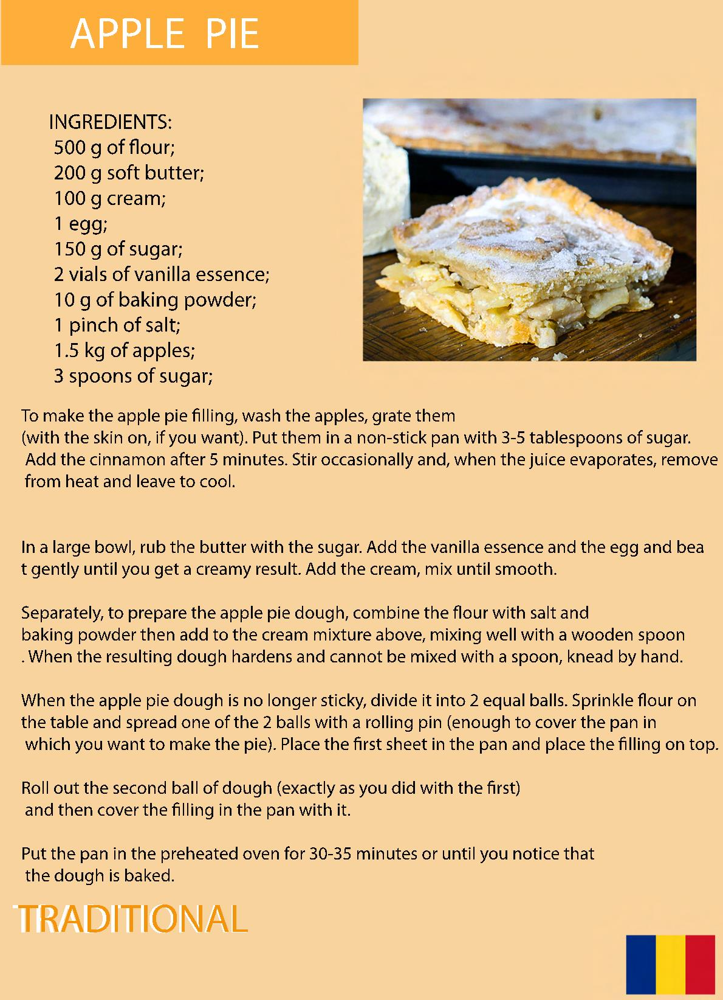 APPLE PIE
INGREDIENTS:
500 g of flour;
200 g soft butter;
100 g cream;
1 egg;
150 g of sugar;
2 vials of vanilla essence;
10 g of baking powder;
1 pinch of salt;
1.5 kg of apples;
3 spoons of sugar;
To make the apple pie filling, wash the apples, grate them
(with the skin on, if you want). Put them in a non-stick pan with 3-5 tablespoons of sugar.
Add the cinnamon after 5 minutes. Stir occasionally and, when the juice evaporates, remove
from heat and leave to cool.
In a large bowl, rub the butter with the sugar. Add the vanilla essence and the egg and bea
t gently until you get a creamy result. Add the cream, mix until smooth.
Separately, to prepare the apple pie dough, combine the flour with salt and
baking powder then add to the cream mixture above, mixing well with a wooden spoon
. When the resulting dough hardens and cannot be mixed with a spoon, knead by hand.
When the apple pie dough is no longer sticky, divide it into 2 equal balls. Sprinkle flour on
the table and spread one of the 2 balls with a rolling pin (enough to cover the pan in
which you want to make the pie). Place the first sheet in the pan and place the filling on top.
Roll out the second ball of dough (exactly as you did with the first)
and then cover the filling in the pan with it.
Put the pan in the preheated oven for 30-35 minutes or until you notice that
the dough is baked.
TRADITIONAL